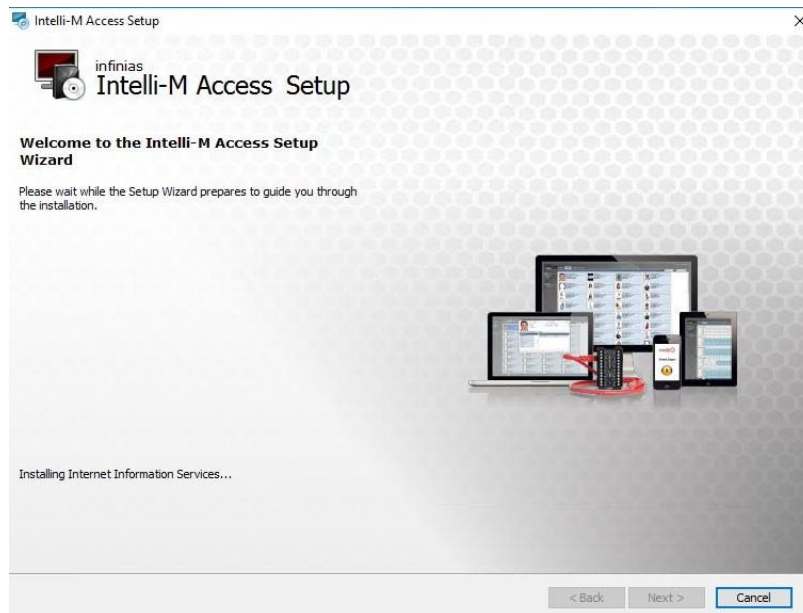 Intelli-M Access Setup
infinias
Intelli-M Access Setup
Welcome to the Intelli-M Access Setup
Wizard
Please wait while the Setup Wizard prepares to guide you through
the installation.
Installing Internet Information Services...
< Back
Next >
Cancel